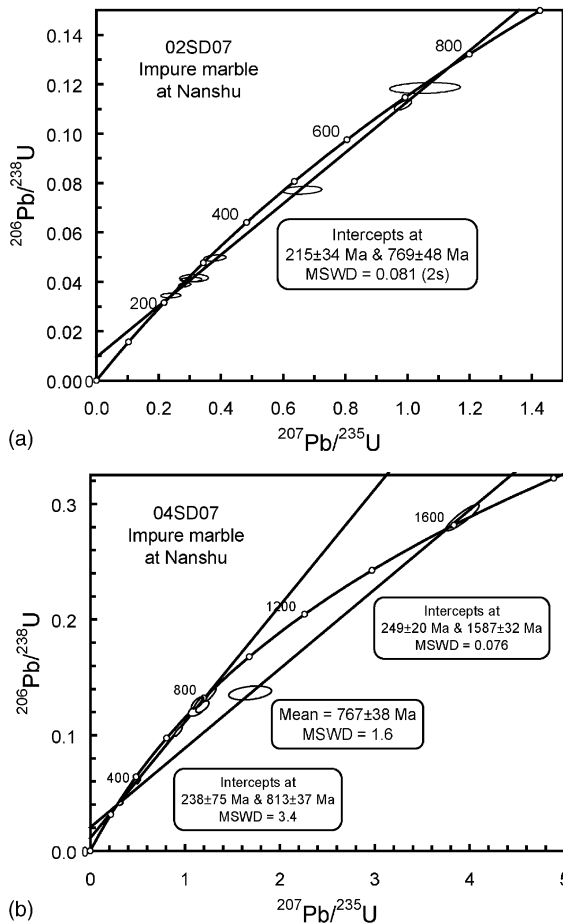 0.15
0.12
0.10
0.08
0.06
0.04
0.02
0.00
0
0.0
0.2
0.4
0.6
0.8
1.0
1.2
1.4
206Pb/238U
207Pb/235U
02SD07
Impure marble
at Nanshu
800
600
400
200
Intercepts at
215±34 Ma & 769±48 Ma
MSWD = 0.081 (2s)
(a)
0.3
0.2
0.1
0.0
0
0
1
2
3
4
5
206Pb/238U
207Pb/235U
04SD07
Impure marble
at Nanshu
1600
1200
800
400
Intercepts at
249±20 Ma & 1587±32 Ma
MSWD = 0.076
Mean = 767±38 Ma
MSWD = 1.6
Intercepts at
238±75 Ma & 813±37 Ma
MSWD = 3.4
(b)